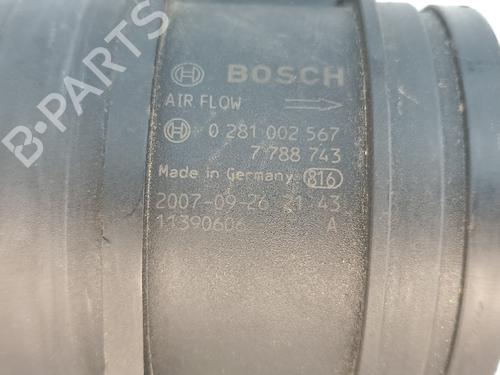 BOSCH
AIR FLOW
0 281 002 567
7 788 743
Made in Germany 816
2007-09-26 21:43
11390606 A